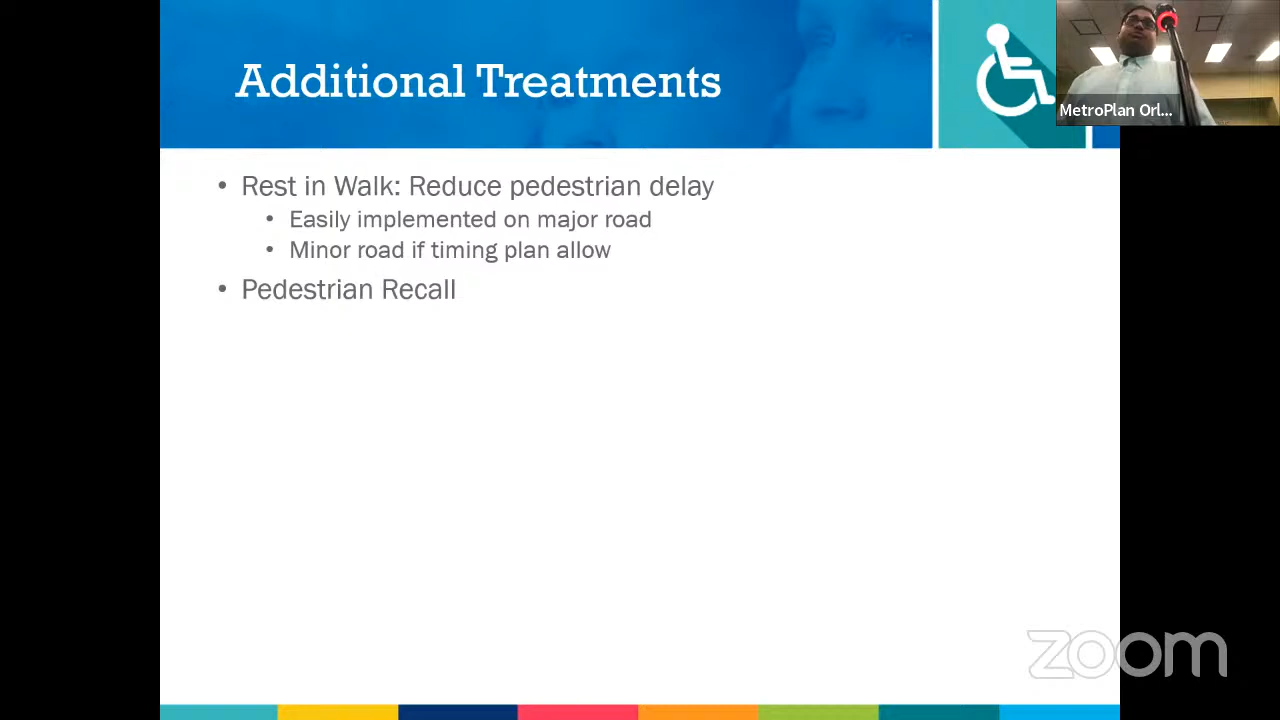 Additional Treatments
MetroPlan Orl...
• Rest in Walk: Reduce pedestrian delay
• Easily implemented on major road
• Minor road if timing plan allow
• Pedestrian Recall
zoom